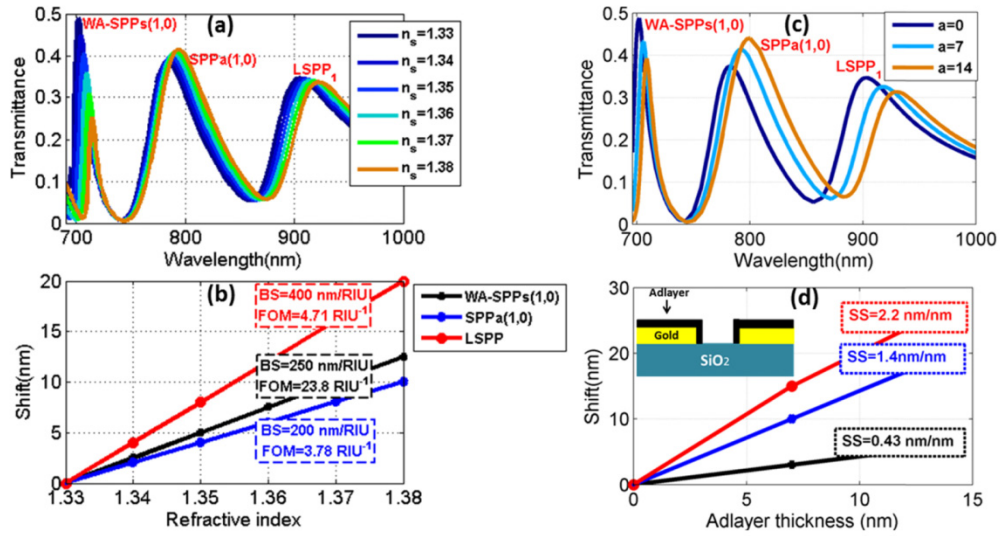 (a)
WA-SPPs(1,0)
SPPa(1,0)
LSPP₁
nₛ=1.33
nₛ=1.34
nₛ=1.35
nₛ=1.36
nₛ=1.37
nₛ=1.38
Transmittance
0.5
0.4
0.3
0.2
0.1
0
700 800 900 1000
Wavelength(nm)
(c)
WA-SPPs(1,0)
SPPa(1,0)
LSPP₁
a=0
a=7
a=14
Transmittance
0.5
0.4
0.3
0.2
0.1
0
700 800 900 1000
Wavelength(nm)
(b)
BS=400 nm/RIU
FOM=4.71 RIU⁻¹
BS=250 nm/RIU
FOM=23.8 RIU⁻¹
BS=200 nm/RIU
FOM=3.78 RIU⁻¹
WA-SPPs(1,0)
SPPa(1,0)
LSPP
Shift(nm)
20
15
10
5
0
1.33 1.34 1.35 1.36 1.37 1.38
Refractive index
(d)
Adlayer
Gold
SiO₂
SS=2.2 nm/nm
SS=1.4nm/nm
SS=0.43 nm/nm
Shift(nm)
30
20
10
0
0 5 10 15
Adlayer thickness (nm)